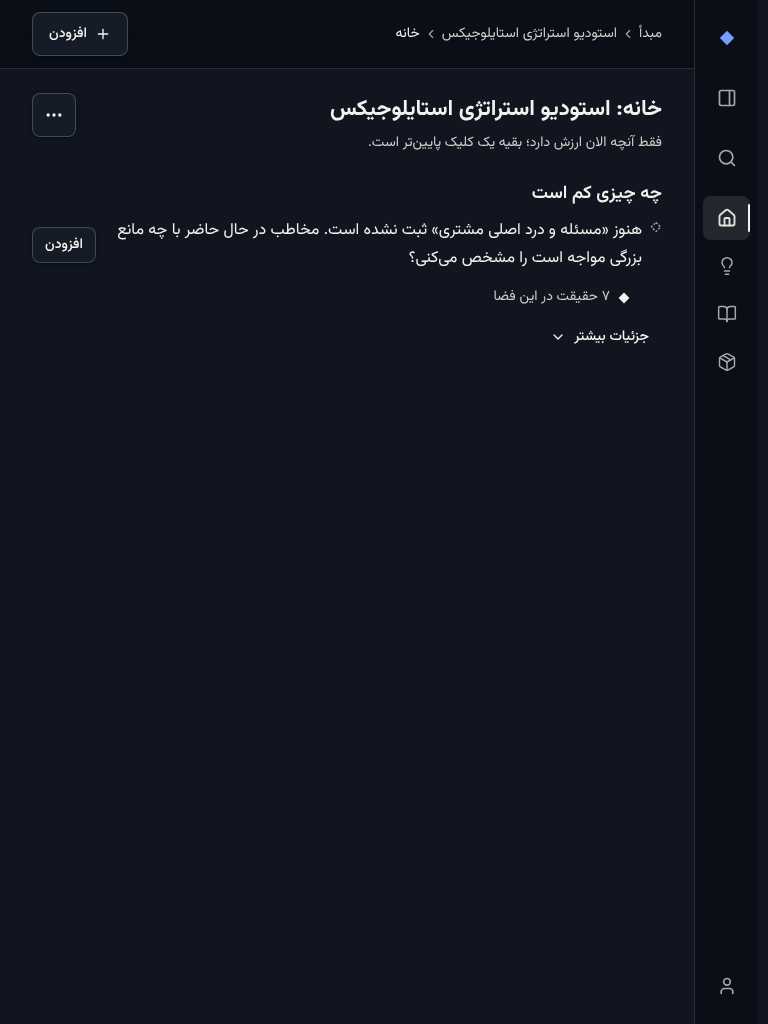 مبدأ › استودیو استراتژی استایلوجیکس › خانه
افزودن
خانه: استودیو استراتژی استایلوجیکس
فقط آنچه الان ارزش دارد؛ بقیه یک کلیک پایین‌تر است.
چه چیزی کم است
هنوز «مسئله و درد اصلی مشتری» ثبت نشده است. مخاطب در حال حاضر با چه مانع
بزرگی مواجه است را مشخص می‌کنی؟
افزودن
۷ حقیقت در این فضا
جزئیات بیشتر